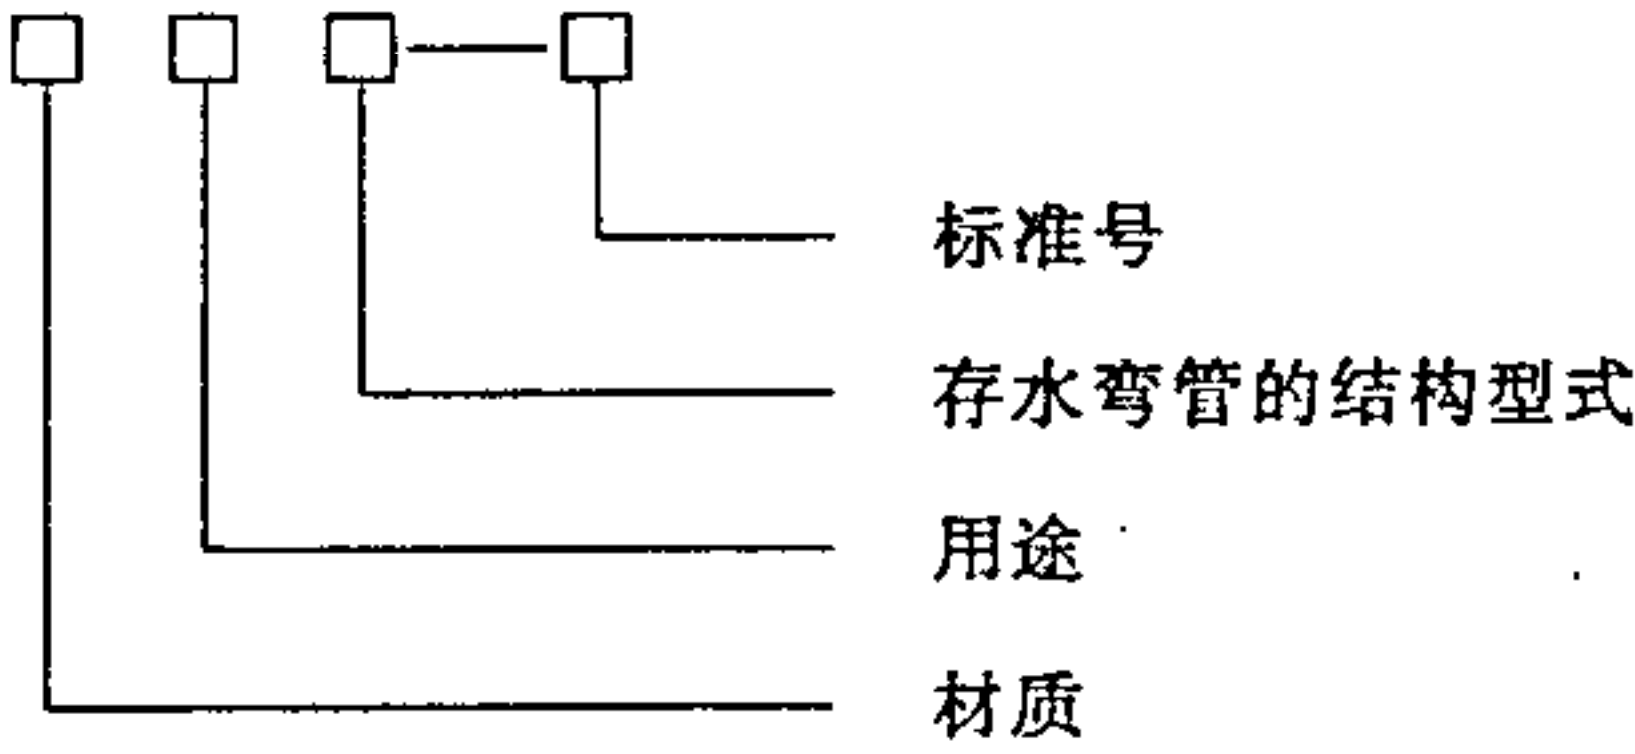 标准号
存水弯管的结构型式
用途
材质